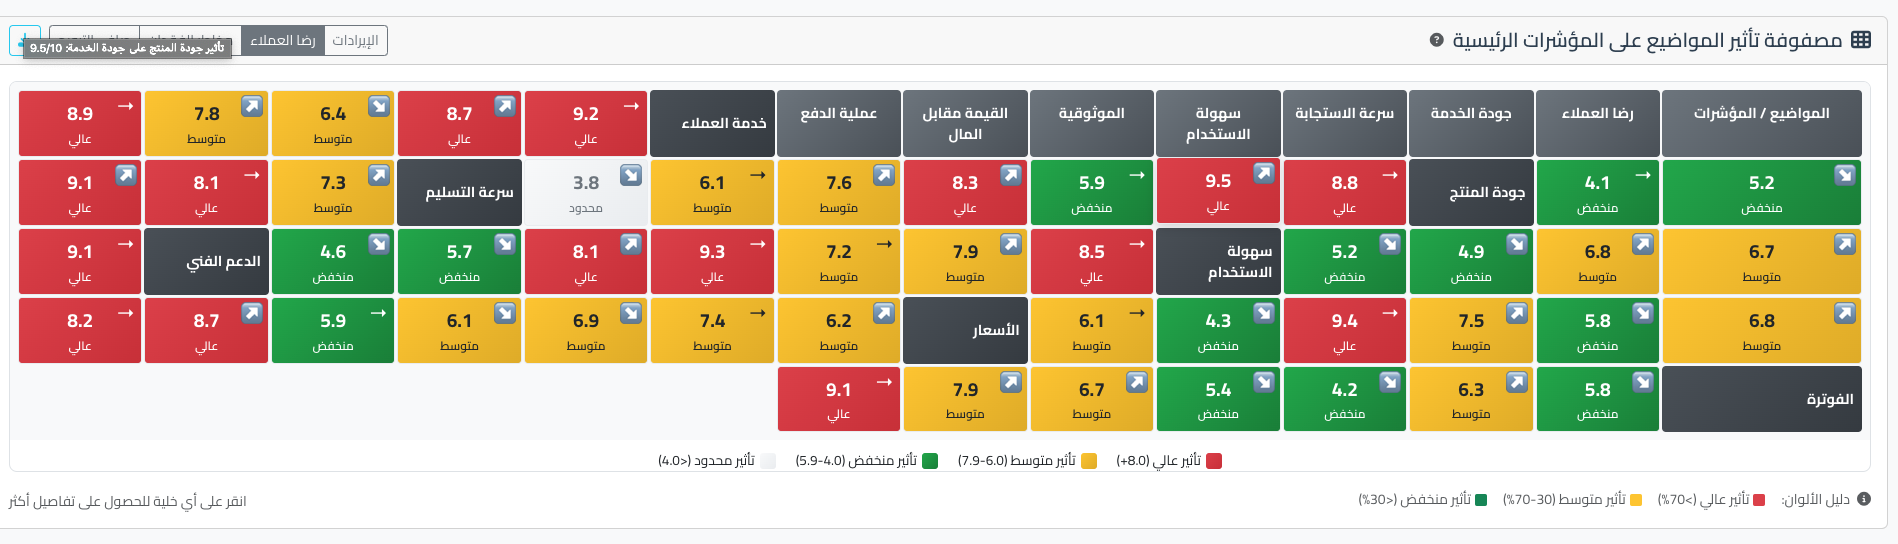 مصفوفة تأثير المواضيع على المؤشرات الرئيسية
الإيرادات
رضا العملاء
تأثير جودة المنتج على جودة الخدمة: 9.5/10
المواضيع / المؤشرات
رضا العملاء
جودة الخدمة
سرعة الاستجابة
سهولة الاستخدام
الموثوقية
القيمة مقابل المال
عملية الدفع
خدمة العملاء
9.2 عالي
8.7 عالي
6.4 متوسط
7.8 متوسط
8.9 عالي
5.2 منخفض
4.1 منخفض
جودة المنتج
8.8 عالي
9.5 عالي
5.9 منخفض
8.3 عالي
7.6 متوسط
6.1 متوسط
3.8 محدود
سرعة التسليم
7.3 متوسط
8.1 عالي
9.1 عالي
6.7 متوسط
6.8 متوسط
4.9 منخفض
5.2 منخفض
سهولة الاستخدام
8.5 عالي
7.9 متوسط
7.2 متوسط
9.3 عالي
8.1 عالي
5.7 منخفض
4.6 منخفض
الدعم الفني
9.1 عالي
6.8 متوسط
5.8 منخفض
7.5 متوسط
9.4 عالي
4.3 منخفض
6.1 متوسط
الأسعار
6.2 متوسط
7.4 متوسط
6.9 متوسط
6.1 متوسط
5.9 منخفض
8.7 عالي
8.2 عالي
الفوترة
5.8 منخفض
6.3 متوسط
4.2 منخفض
5.4 منخفض
6.7 متوسط
7.9 متوسط
9.1 عالي
تأثير عالي (8.0+)
تأثير متوسط (6.0-7.9)
تأثير منخفض (4.0-5.9)
تأثير محدود (<4.0)
دليل الألوان:
تأثير عالي (>70%)
تأثير متوسط (30-70%)
تأثير منخفض (<30%)
انقر على أي خلية للحصول على تفاصيل أكثر